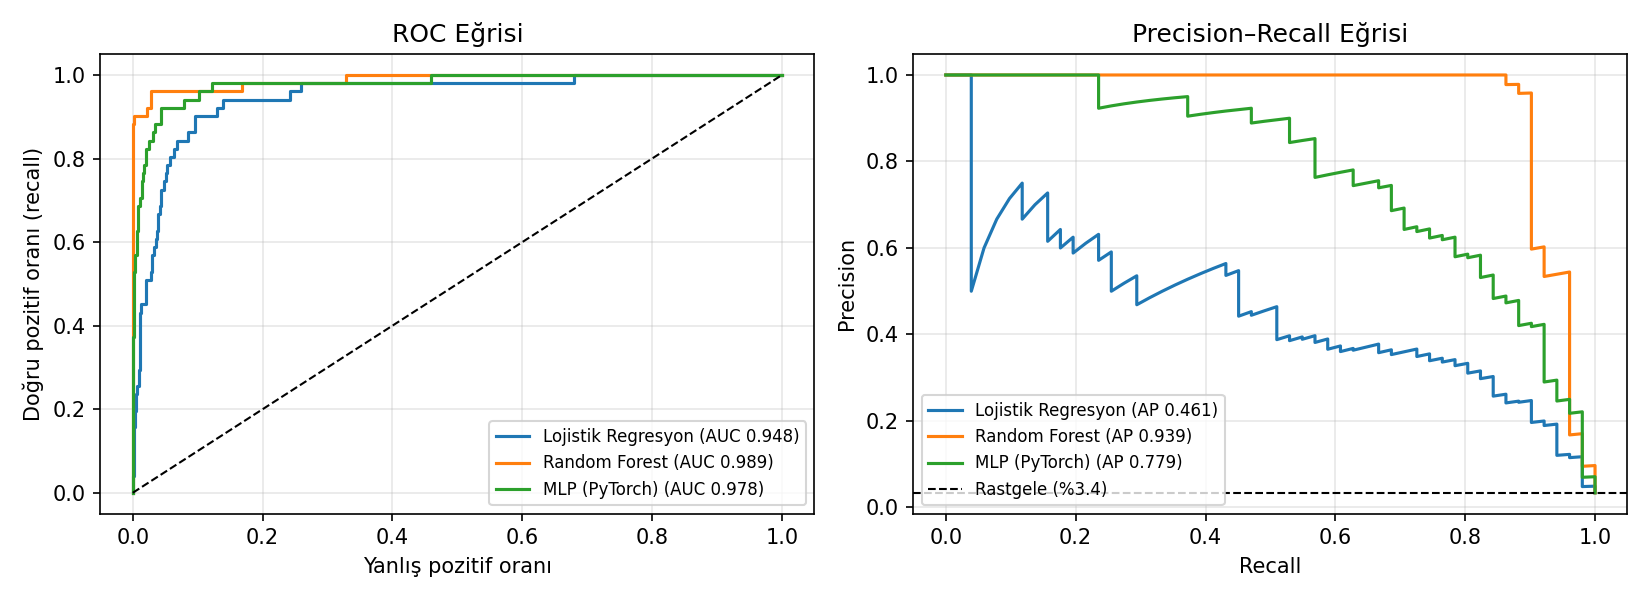 ROC Eğrisi
Doğru pozitif oranı (recall)
1.0
0.8
0.6
0.4
0.2
0.0
Lojistik Regresyon (AUC 0.948)
Random Forest (AUC 0.989)
MLP (PyTorch) (AUC 0.978)
0.0 0.2 0.4 0.6 0.8 1.0
Yanlış pozitif oranı
Precision–Recall Eğrisi
Precision
1.0
0.8
0.6
0.4
0.2
0.0
Lojistik Regresyon (AP 0.461)
Random Forest (AP 0.939)
MLP (PyTorch) (AP 0.779)
Rastgele (%3.4)
0.0 0.2 0.4 0.6 0.8 1.0
Recall